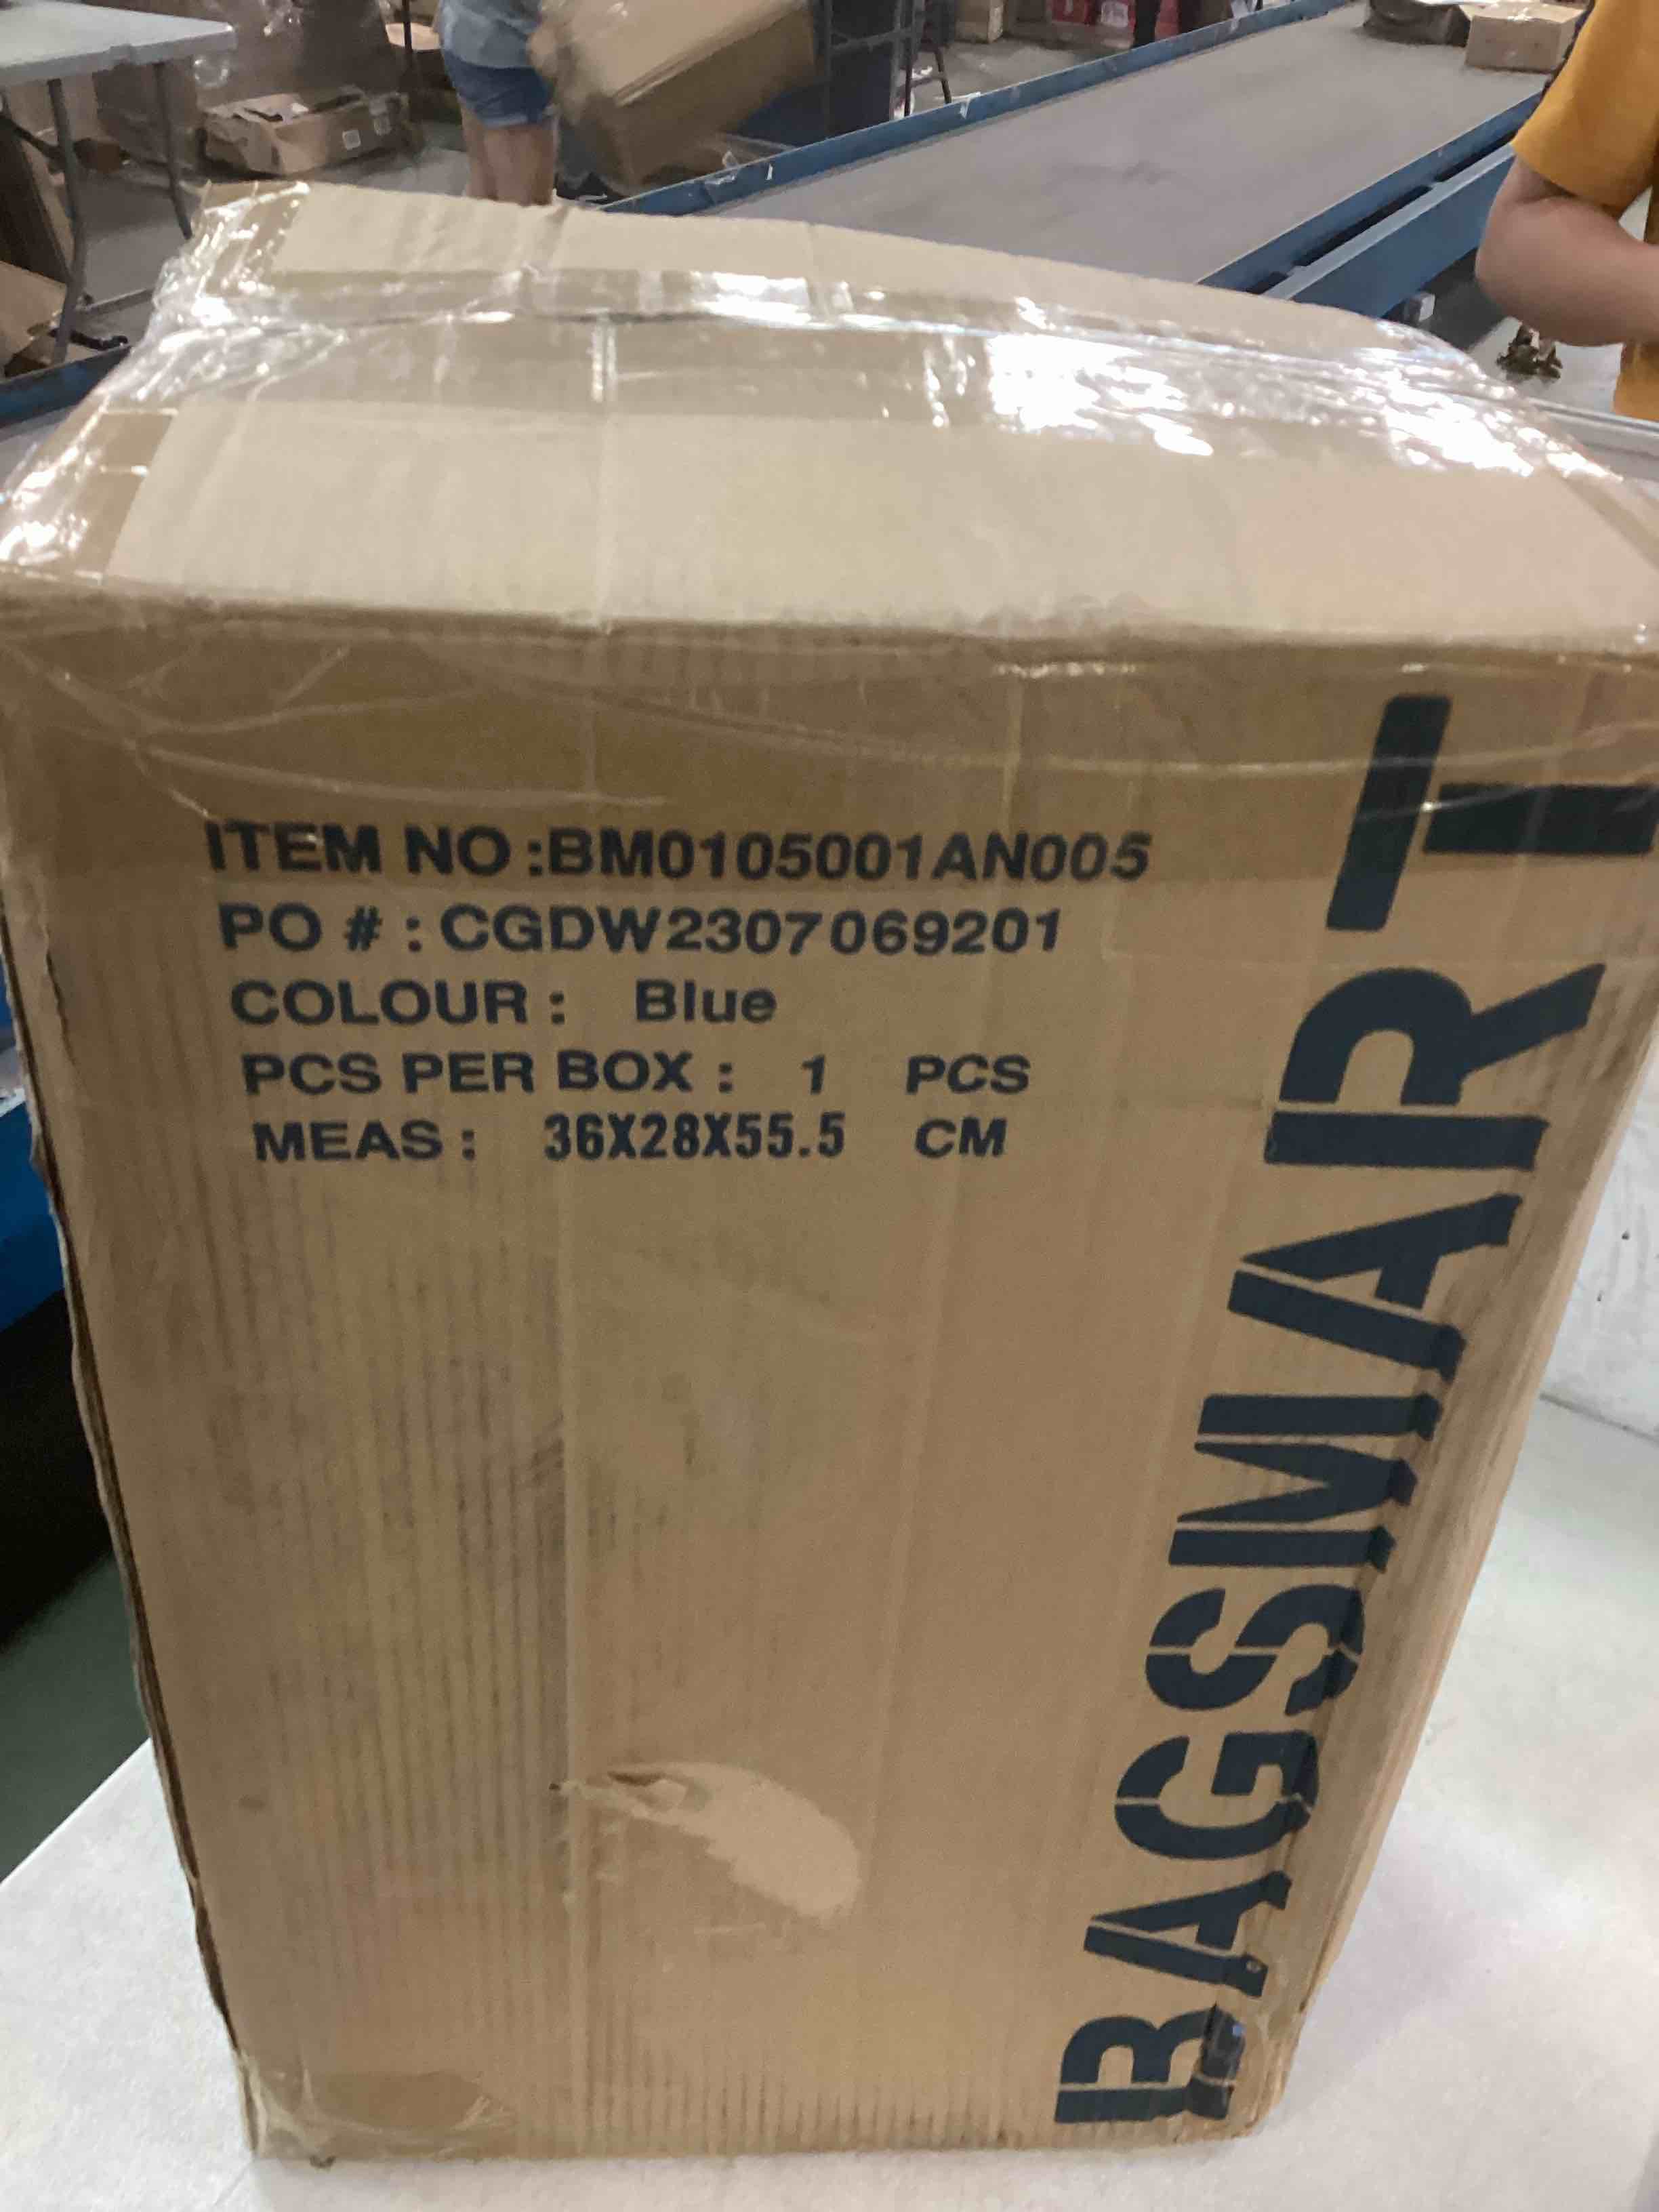 ITEM NO :BM0105001AN005
PO # : CGDW2307069201
COLOUR : Blue
PCS PER BOX : 1 PCS
MEAS : 36X28X55.5 CM
BAGSMART